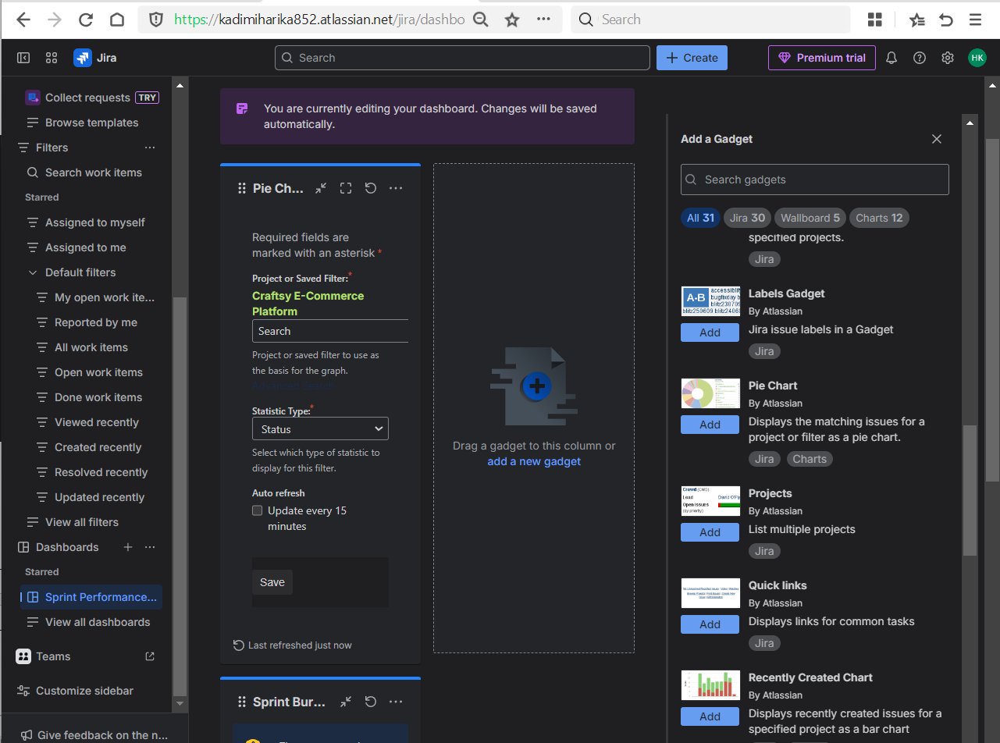 https://kadimiharika852.atlassian.net/jira/dashbo
Search
Jira
Search
Create
Premium trial
HK
Collect requests TRY
Browse templates
Filters
Search work items
Starred
Assigned to myself
Assigned to me
Default filters
My open work ite...
Reported by me
All work items
Open work items
Done work items
Viewed recently
Created recently
Resolved recently
Updated recently
View all filters
Dashboards
Starred
Sprint Performance...
View all dashboards
Teams
Customize sidebar
Give feedback on the n...
You are currently editing your dashboard. Changes will be saved
automatically.
Pie Ch...
Required fields are
marked with an asterisk *
Project or Saved Filter:*
Craftsy E-Commerce
Platform
Search
Project or saved filter to use as
the basis for the graph.
Advanced Search
Statistic Type:*
Status
Select which type of statistic to
display for this filter.
Auto refresh
Update every 15
minutes
Save
Last refreshed just now
Sprint Bur...
Drag a gadget to this column or
add a new gadget
Add a Gadget
Search gadgets
All 31
Jira 30
Wallboard 5
Charts 12
specified projects.
Jira
A-B
Labels Gadget
By Atlassian
Add
Jira issue labels in a Gadget
Jira
Pie Chart
By Atlassian
Add
Displays the matching issues for a
project or filter as a pie chart.
Jira
Charts
Crowd (CWD)
Lead David O'Fly
Open issues
(by priority)
Projects
By Atlassian
Add
List multiple projects
Jira
Quick links
By Atlassian
Add
Displays links for common tasks
Jira
Recently Created Chart
By Atlassian
Add
Displays recently created issues for a
specified project as a bar chart